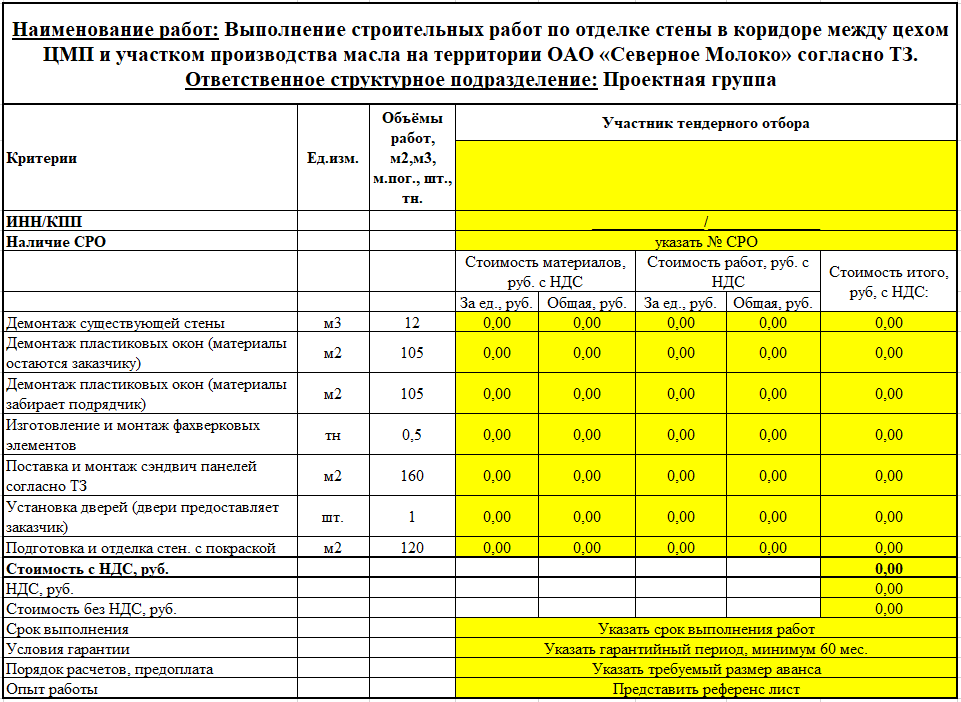 Наименование работ: Выполнение строительных работ по отделке стены в коридоре между цехом
ЦМП и участком производства масла на территории ОАО «Северное Молоко» согласно ТЗ.
Ответственное структурное подразделение: Проектная группа
Критерии
Ед.изм.
Объёмы
работ,
м2,м3,
м.пог., шт.,
тн.
Участник тендерного отбора
ИНН/КПП
/
Наличие СРО
указать № СРО
Стоимость материалов,
руб. с НДС
Стоимость работ, руб. с
НДС
Стоимость итого,
руб, с НДС:
За ед., руб. Общая, руб. За ед., руб. Общая, руб.
Демонтаж существующей стены м3 12 0,00 0,00 0,00 0,00 0,00
Демонтаж пластиковых окон (материалы
остаются заказчику) м2 105 0,00 0,00 0,00 0,00 0,00
Демонтаж пластиковых окон (материалы
забирает подрядчик) м2 105 0,00 0,00 0,00 0,00 0,00
Изготовление и монтаж фахверковых
элементов тн 0,5 0,00 0,00 0,00 0,00 0,00
Поставка и монтаж сэндвич панелей
согласно ТЗ м2 160 0,00 0,00 0,00 0,00 0,00
Установка дверей (двери предоставляет
заказчик) шт. 1 0,00 0,00 0,00 0,00 0,00
Подготовка и отделка стен. с покраской м2 120 0,00 0,00 0,00 0,00 0,00
Стоимость с НДС, руб. 0,00
НДС, руб. 0,00
Стоимость без НДС, руб. 0,00
Срок выполнения Указать срок выполнения работ
Условия гарантии Указать гарантийный период, минимум 60 мес.
Порядок расчетов, предоплата Указать требуемый размер аванса
Опыт работы Представить референс лист